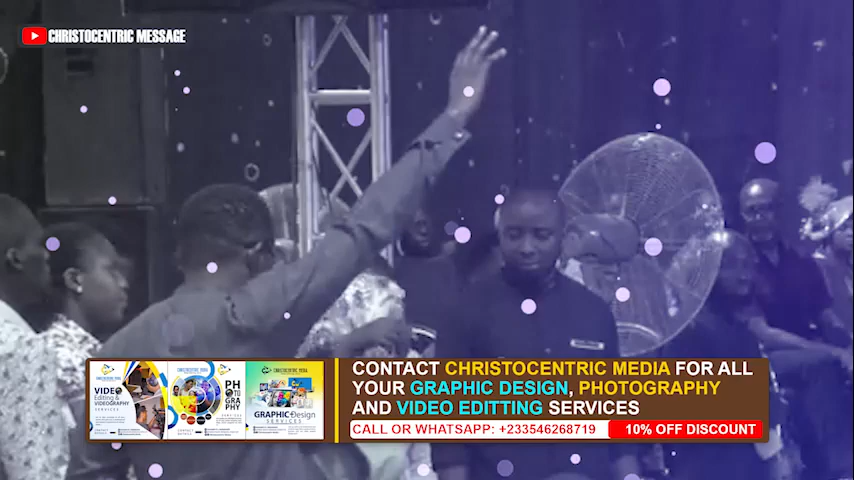 CHRISTOCENTRIC MESSAGE
CONTACT CHRISTOCENTRIC MEDIA FOR ALL
YOUR GRAPHIC DESIGN, PHOTOGRAPHY
AND VIDEO EDITTING SERVICES
CALL OR WHATSAPP: +233546268719 10% OFF DISCOUNT
VIDEO
Editing &
VIDEOGRAPHY
SERVICES
PH
TO
GRA
PHY
GRAPHIC Design
SERVICES